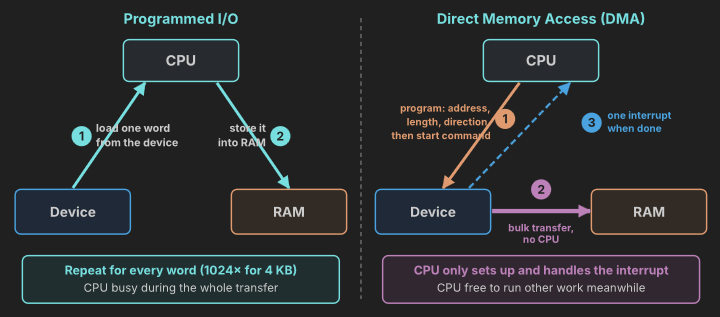 Programmed I/O
CPU
1
load one word
from the device
store it
into RAM
2
Device
RAM
Repeat for every word (1024× for 4 KB)
CPU busy during the whole transfer
Direct Memory Access (DMA)
CPU
program: address,
length, direction,
then start command
1
3
one interrupt
when done
2
Device
RAM
bulk transfer,
no CPU
CPU only sets up and handles the interrupt
CPU free to run other work meanwhile